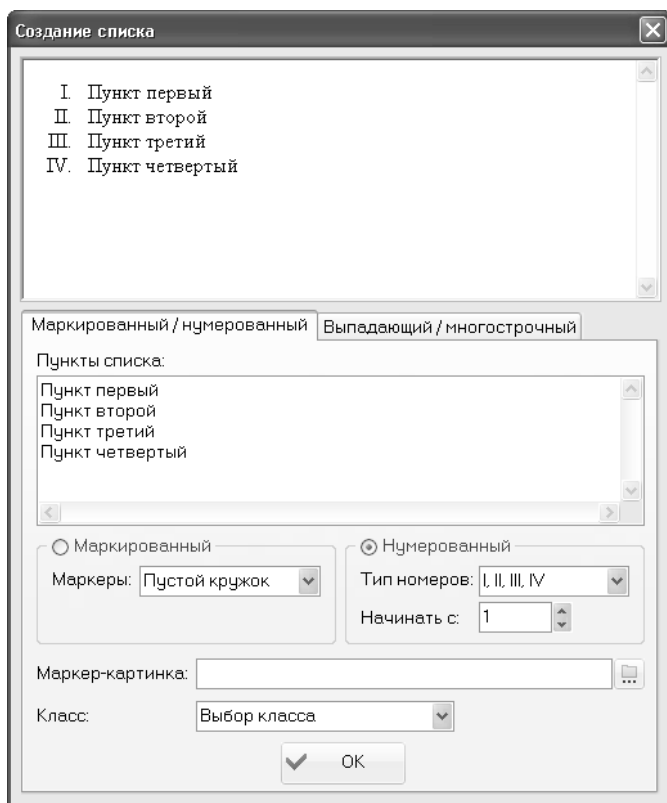 Создание списка
I. Пункт первый
II. Пункт второй
III. Пункт третий
IV. Пункт четвертый
Маркированный / нумерованный Выпадающий / многострочный
Пункты списка:
Пункт первый
Пункт второй
Пункт третий
Пункт четвертый
Маркированный Нумерованный
Маркеры: Пустой кружок Тип номеров: I, II, III, IV
Начинать с: 1
Маркер-картинка:
Класс: Выбор класса
OK